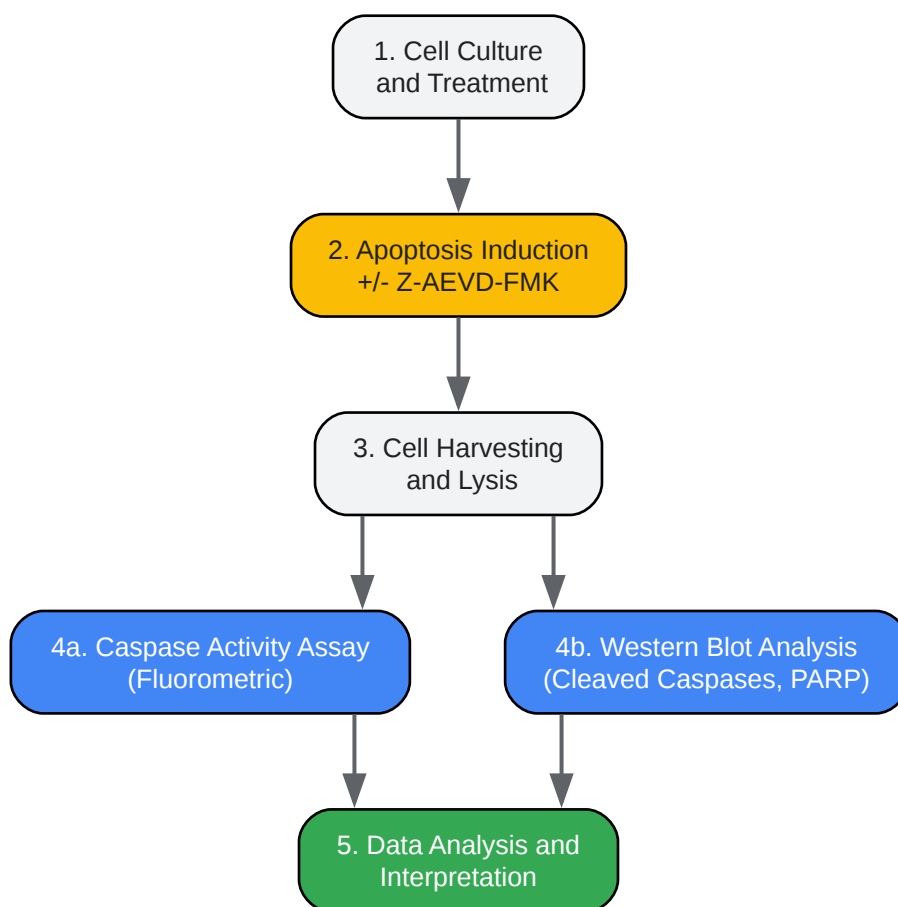 1. Cell Culture
and Treatment
2. Apoptosis Induction
+/- Z-AEVD-FMK
3. Cell Harvesting
and Lysis
4a. Caspase Activity Assay
(Fluorometric)
4b. Western Blot Analysis
(Cleaved Caspases, PARP)
5. Data Analysis and
Interpretation